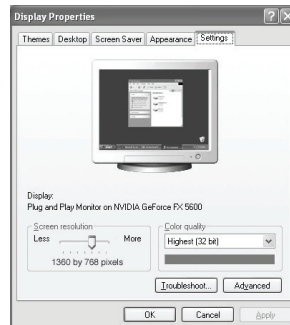 Display Properties
Themes Desktop Screen Saver Appearance Settings
Display:
Plug and Play Monitor on NVIDIA GeForce FX 5600
Screen resolution
Less More
1360 by 768 pixels
Color quality
Highest (32 bit)
Troubleshoot... Advanced
OK Cancel Apply